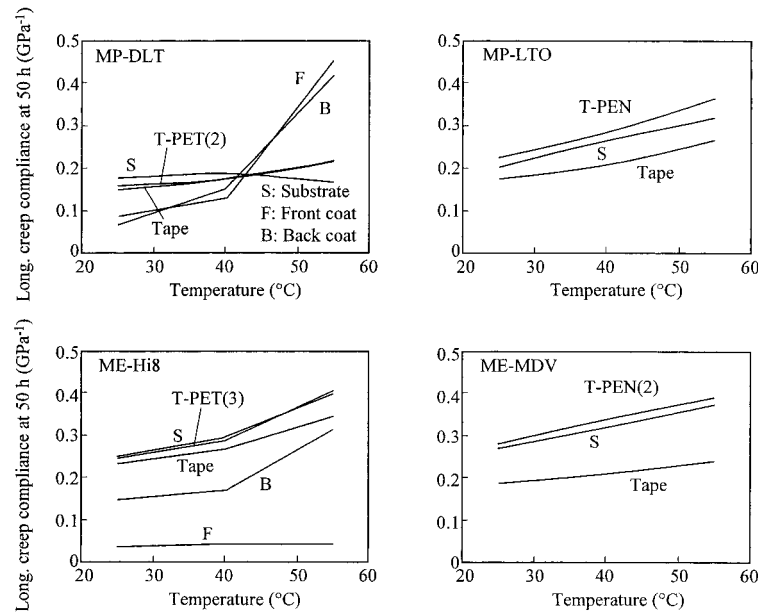 Long. creep compliance at 50 h (GPa⁻¹)
0.5
0.4
0.3
0.2
0.1
0
MP-DLT
F
B
T-PET(2)
S
Tape
S: Substrate
F: Front coat
B: Back coat
20 30 40 50 60
Temperature (°C)
0.5
0.4
0.3
0.2
0.1
0
MP-LTO
T-PEN
S
Tape
20 30 40 50 60
Temperature (°C)
Long. creep compliance at 50 h (GPa⁻¹)
0.5
0.4
0.3
0.2
0.1
0
ME-Hi8
T-PET(3)
S
Tape
B
F
20 30 40 50 60
Temperature (°C)
0.5
0.4
0.3
0.2
0.1
0
ME-MDV
T-PEN(2)
S
Tape
20 30 40 50 60
Temperature (°C)